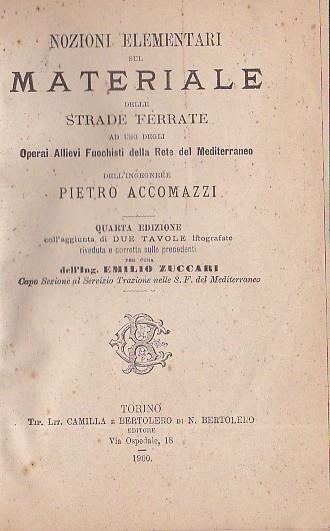 NOZIONI ELEMENTARI
SUL
MATERIALE
DELLE
STRADE FERRATE
AD USO DEGLI
Operai Allievi Fuochisti della Rete del Mediterraneo
DELL'INGEGNERE
PIETRO ACCOMAZZI
QUARTA EDIZIONE
coll'aggiunta di DUE TAVOLE litografate
riveduta e corretta sulle precedenti
PER CURA
dell'Ing. EMILIO ZUCCARI
Capo Sezione al Servizio Trazione nelle S. F. del Mediterraneo
TORINO
TIP. LIT. CAMILLA E BERTOLERO DI N. BERTOLERO
EDITORE
Via Ospedale, 18
1900.